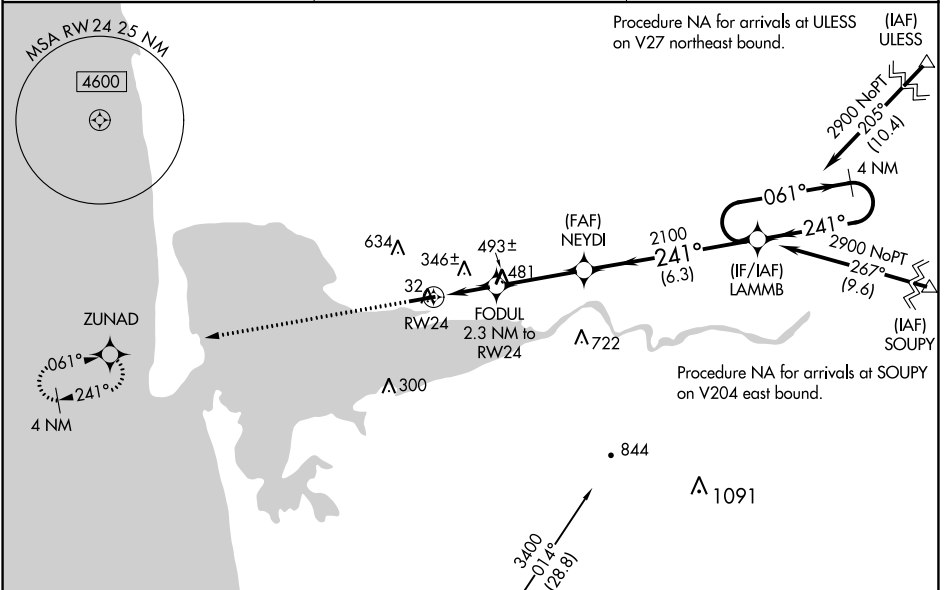 MSA RW24 25 NM
4600
Procedure NA for arrivals at ULESS
on V27 northeast bound.
(IAF)
ULESS
2900 NoPT
205°
(10.4)
4 NM
061°
241°
(IF/IAF)
LAMMB
2900 NoPT
267°
(9.6)
(IAF)
SOUPY
Procedure NA for arrivals at SOUPY
on V204 east bound.
(FAF)
NEYDI
2100
241°
(6.3)
634
346±
493±
481
32
RW24
FODUL
2.3 NM to
RW24
722
300
ZUNAD
061°
241°
4 NM
844
1091
3400
014°
(28.8)